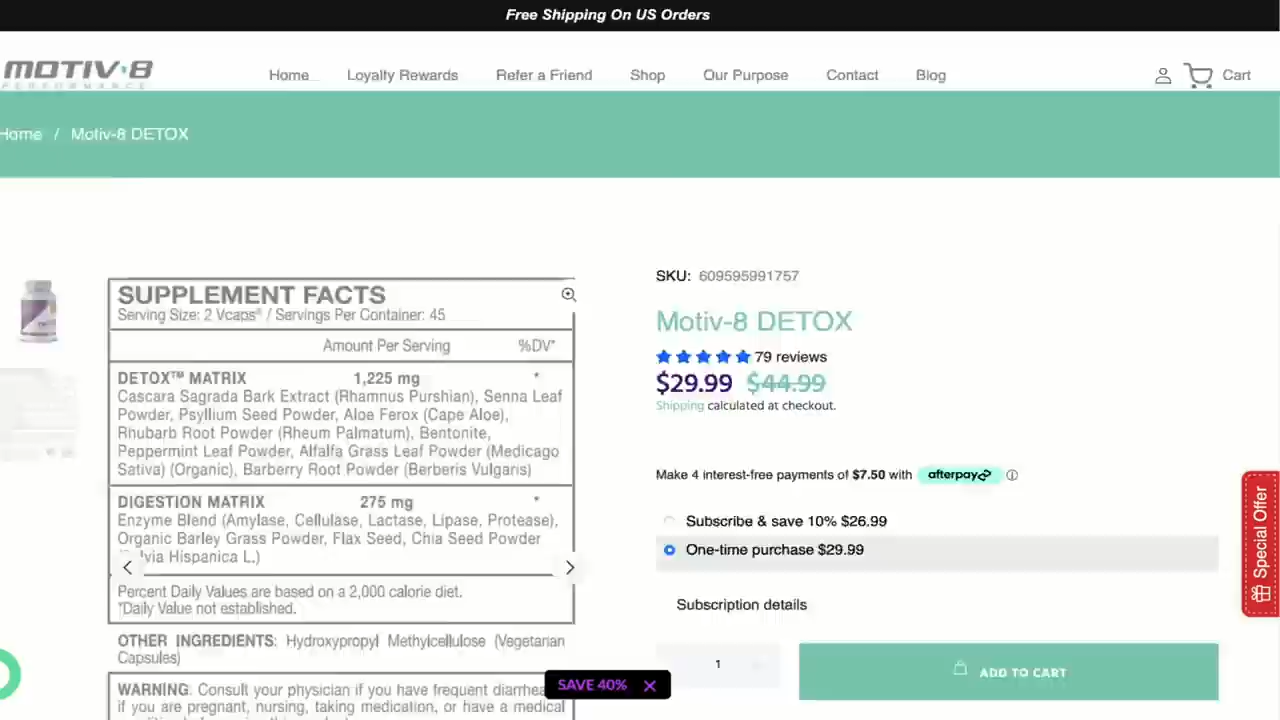 Free Shipping On US Orders
MOTIV·8
PERFORMANCE
Home
Loyalty Rewards
Refer a Friend
Shop
Our Purpose
Contact
Blog
Cart
Home / Motiv-8 DETOX
SUPPLEMENT FACTS
Serving Size: 2 Vcaps® / Servings Per Container: 45
Amount Per Serving %DV*
DETOX™ MATRIX 1,225 mg *
Cascara Sagrada Bark Extract (Rhamnus Purshian), Senna Leaf
Powder, Psyllium Seed Powder, Aloe Ferox (Cape Aloe),
Rhubarb Root Powder (Rheum Palmatum), Bentonite,
Peppermint Leaf Powder, Alfalfa Grass Leaf Powder (Medicago
Sativa) (Organic), Barberry Root Powder (Berberis Vulgaris)
DIGESTION MATRIX 275 mg *
Enzyme Blend (Amylase, Cellulase, Lactase, Lipase, Protease),
Organic Barley Grass Powder, Flax Seed, Chia Seed Powder
Hispanica L.)
Percent Daily Values are based on a 2,000 calorie diet.
*Daily Value not established.
OTHER INGREDIENTS: Hydroxypropyl Methylcellulose (Vegetarian
Capsules)
WARNING: Consult your physician if you have frequent
if you are pregnant, nursing, taking medication, or have a medical
SKU: 609595991757
Motiv-8 DETOX
79 reviews
$29.99 $44.99
Shipping calculated at checkout.
Make 4 interest-free payments of $7.50 with afterpay
Subscribe & save 10% $26.99
One-time purchase $29.99
Subscription details
1
ADD TO CART
SAVE 40% X
Special Offer